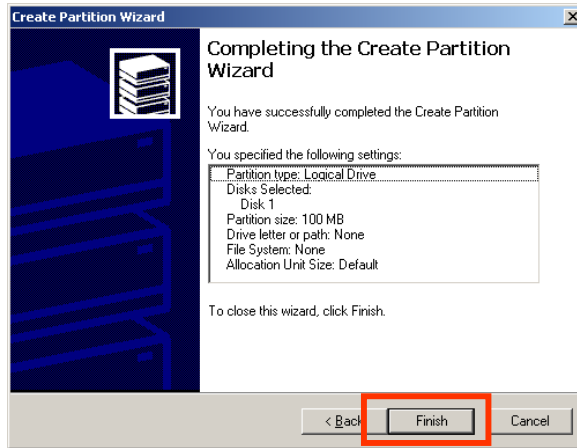 Create Partition Wizard
Completing the Create Partition
Wizard
You have successfully completed the Create Partition
Wizard.
You specified the following settings:
Partition type: Logical Drive
Disks Selected:
Disk 1
Partition size: 100 MB
Drive letter or path: None
File System: None
Allocation Unit Size: Default
To close this wizard, click Finish.
< Back
Finish
Cancel